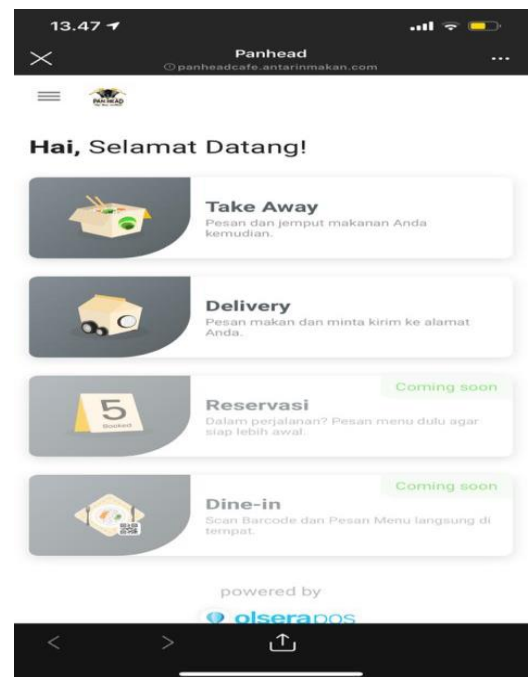 13.47
Panhead
panheadcafe.antarinmakan.com
PAN HEAD
Hai, Selamat Datang!
Take Away
Pesan dan jemput makanan Anda
kemudian.
Delivery
Pesan makan dan minta kirim ke alamat
Anda.
Coming soon
5
Booked
Reservasi
Dalam perjalanan? Pesan menu dulu agar
siap lebih awal.
Coming soon
Dine-in
Scan Barcode dan Pesan Menu langsung di
tempat.
powered by
olserapos